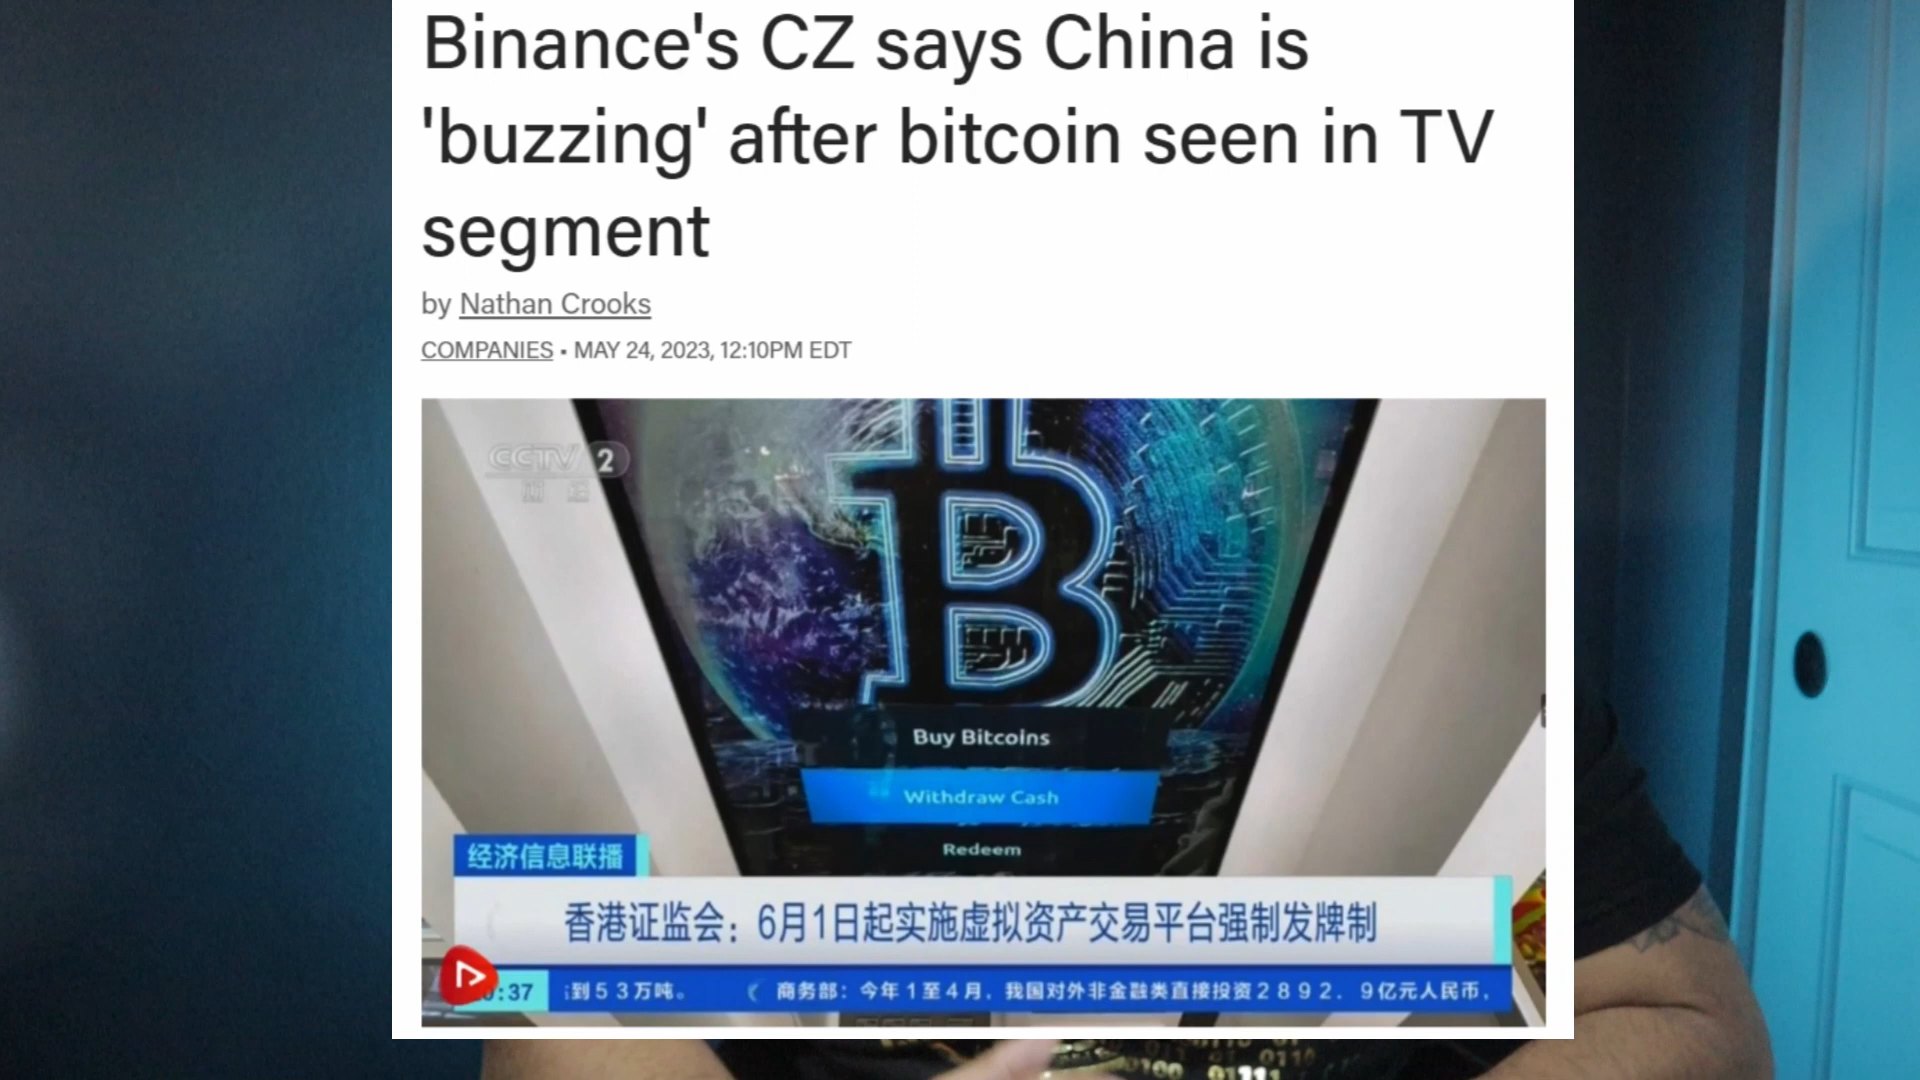 Binance's CZ says China is
'buzzing' after bitcoin seen in TV
segment
by Nathan Crooks
COMPANIES • MAY 24, 2023, 12:10PM EDT
CCTV 2
财 经
Buy Bitcoins
Withdraw Cash
Redeem
经济信息联播
香港证监会：6月1日起实施虚拟资产交易平台强制发牌制
:37
到５３万吨。 商务部：今年１至４月，我国对外非金融类直接投资２８９２．９亿元人民币，
0110
0100 01111